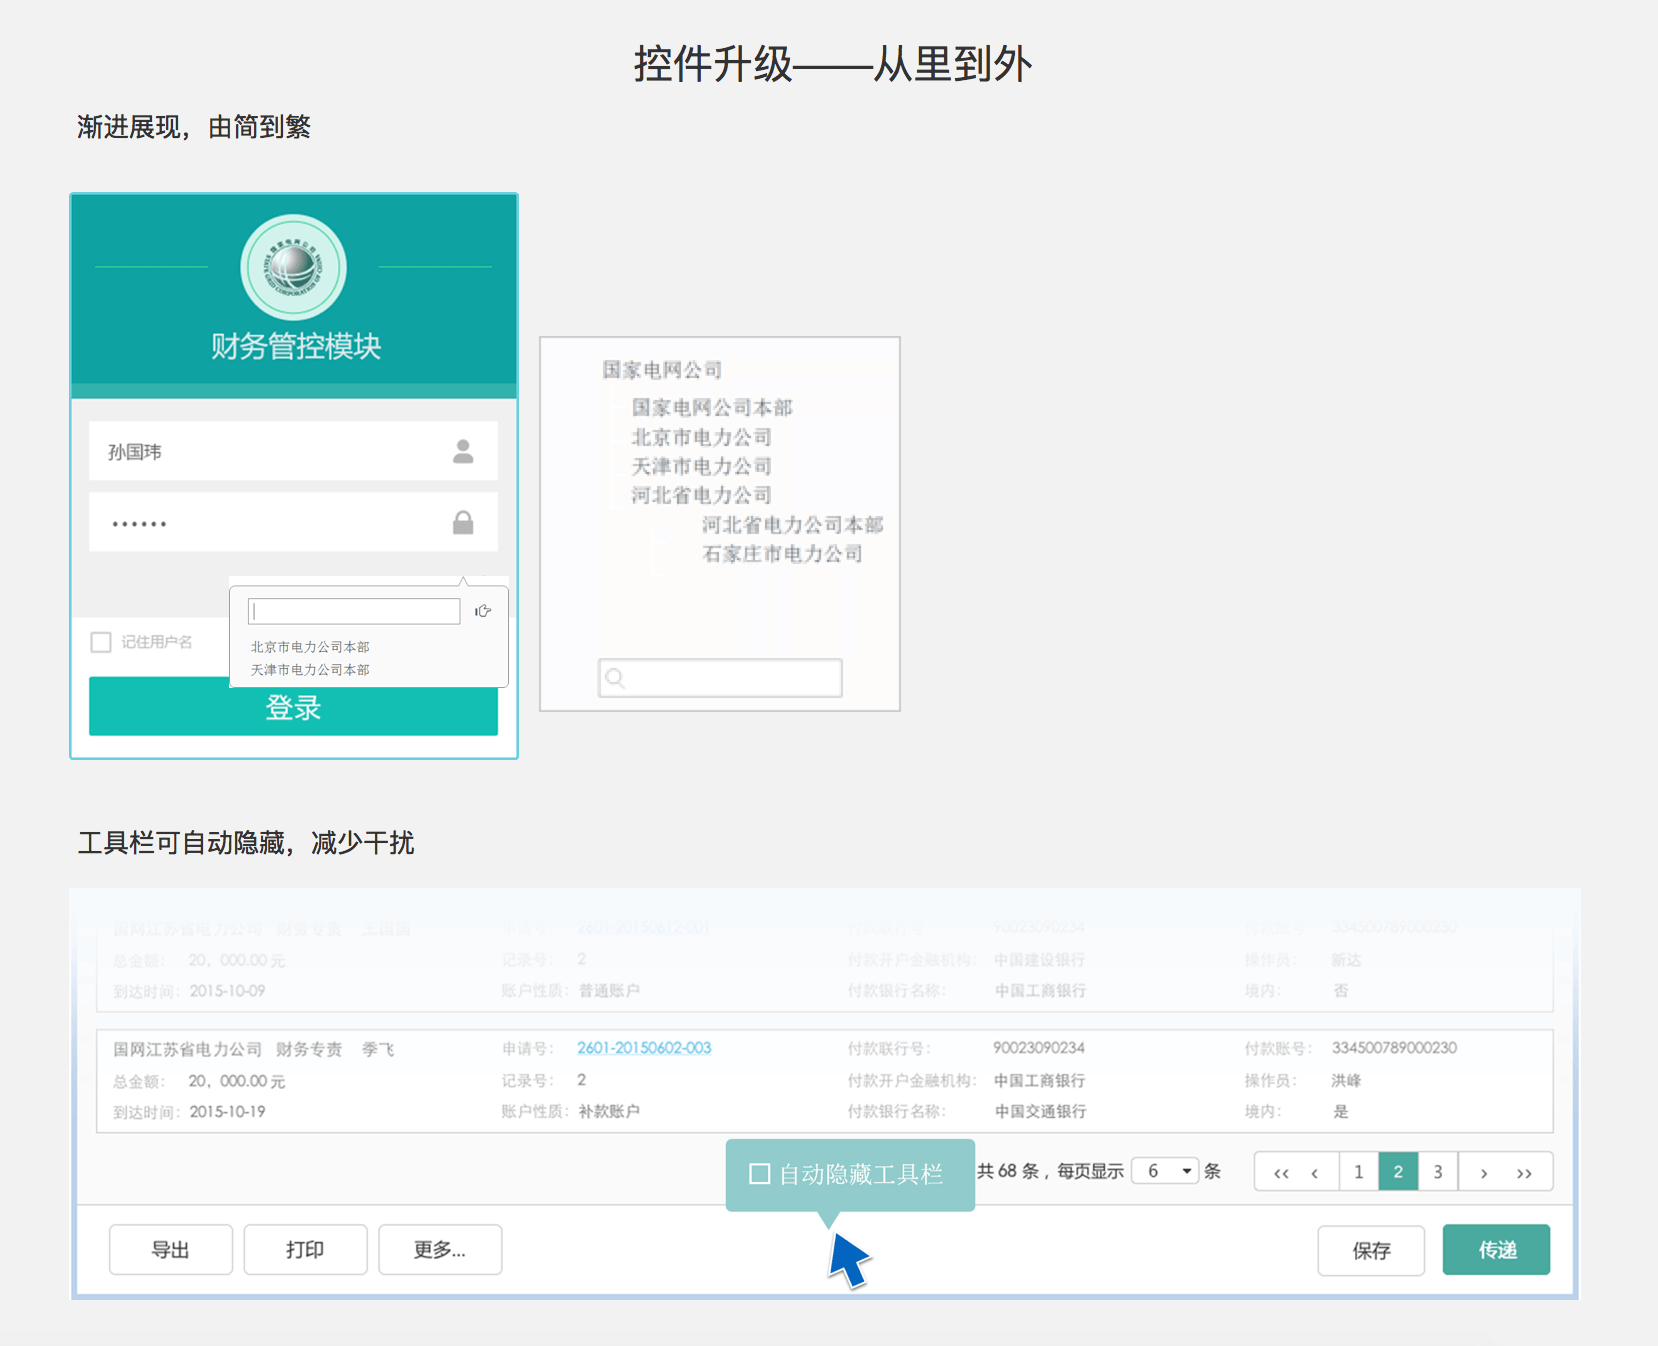 控件升级——从里到外
渐进展现，由简到繁
财务管控模块
孙国玮
••••••
北京市电力公司本部
天津市电力公司本部
记住用户名
登录
国家电网公司
国家电网公司本部
北京市电力公司
天津市电力公司
河北省电力公司
河北省电力公司本部
石家庄市电力公司
工具栏可自动隐藏，减少干扰
国网江苏省电力公司 财务专责 王国国 申请号： 2601-20150612-001 付款联行号 90023090234 付款账号 334500789000230
总金额： 20，000.00 元 记录号： 2 付款开户金融机构： 中国建设银行 操作员： 新达
到达时间： 2015-10-09 账户性质： 普通账户 付款银行名称： 中国工商银行 境内： 否
国网江苏省电力公司 财务专责 季飞 申请号： 2601-20150602-003 付款联行号： 90023090234 付款账号： 334500789000230
总金额： 20，000.00 元 记录号： 2 付款开户金融机构： 中国工商银行 操作员： 洪峰
到达时间： 2015-10-19 账户性质： 补款账户 付款银行名称： 中国交通银行 境内： 是
自动隐藏工具栏
共 68 条，每页显示 6 条 ‹‹ ‹ 1 2 3 › ››
导出 打印 更多... 保存 传递